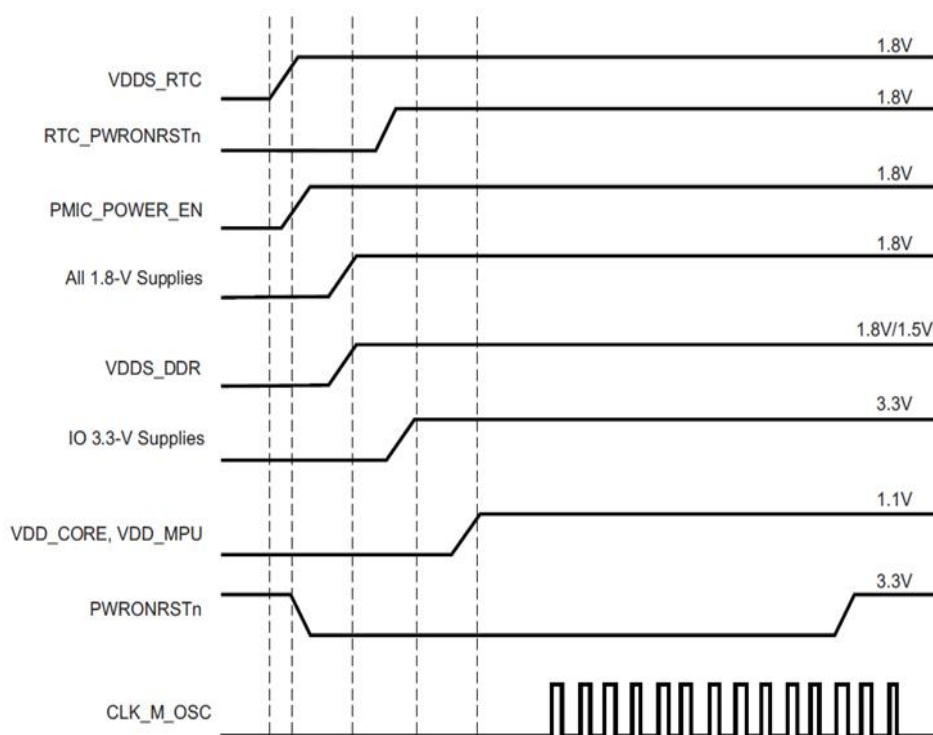 VDDS_RTC 1.8V
RTC_PWRONRSTn 1.8V
PMIC_POWER_EN 1.8V
All 1.8-V Supplies 1.8V
VDDS_DDR 1.8V/1.5V
IO 3.3-V Supplies 3.3V
VDD_CORE, VDD_MPU 1.1V
PWRONRSTn 3.3V
CLK_M_OSC